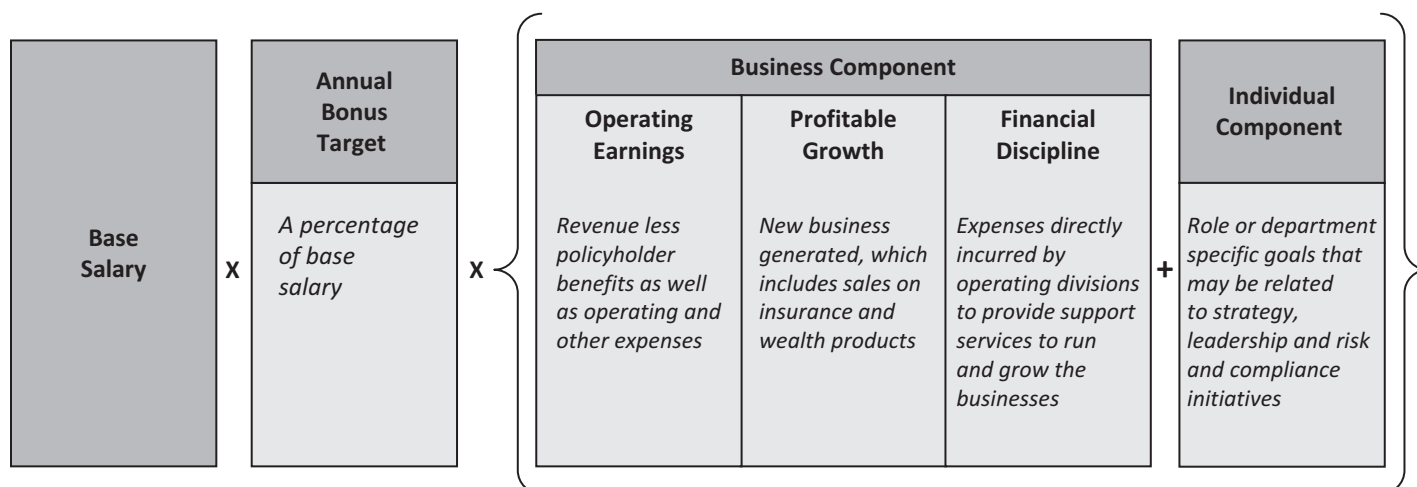 Base
Salary
X
Annual
Bonus
Target
A percentage
of base
salary
X
Business Component
Operating
Earnings
Revenue less
policyholder
benefits as well
as operating and
other expenses
Profitable
Growth
New business
generated, which
includes sales on
insurance and
wealth products
Financial
Discipline
Expenses directly
incurred by
operating divisions
to provide support
services to run
and grow the
businesses
+
Individual
Component
Role or department
specific goals that
may be related
to strategy,
leadership and risk
and compliance
initiatives